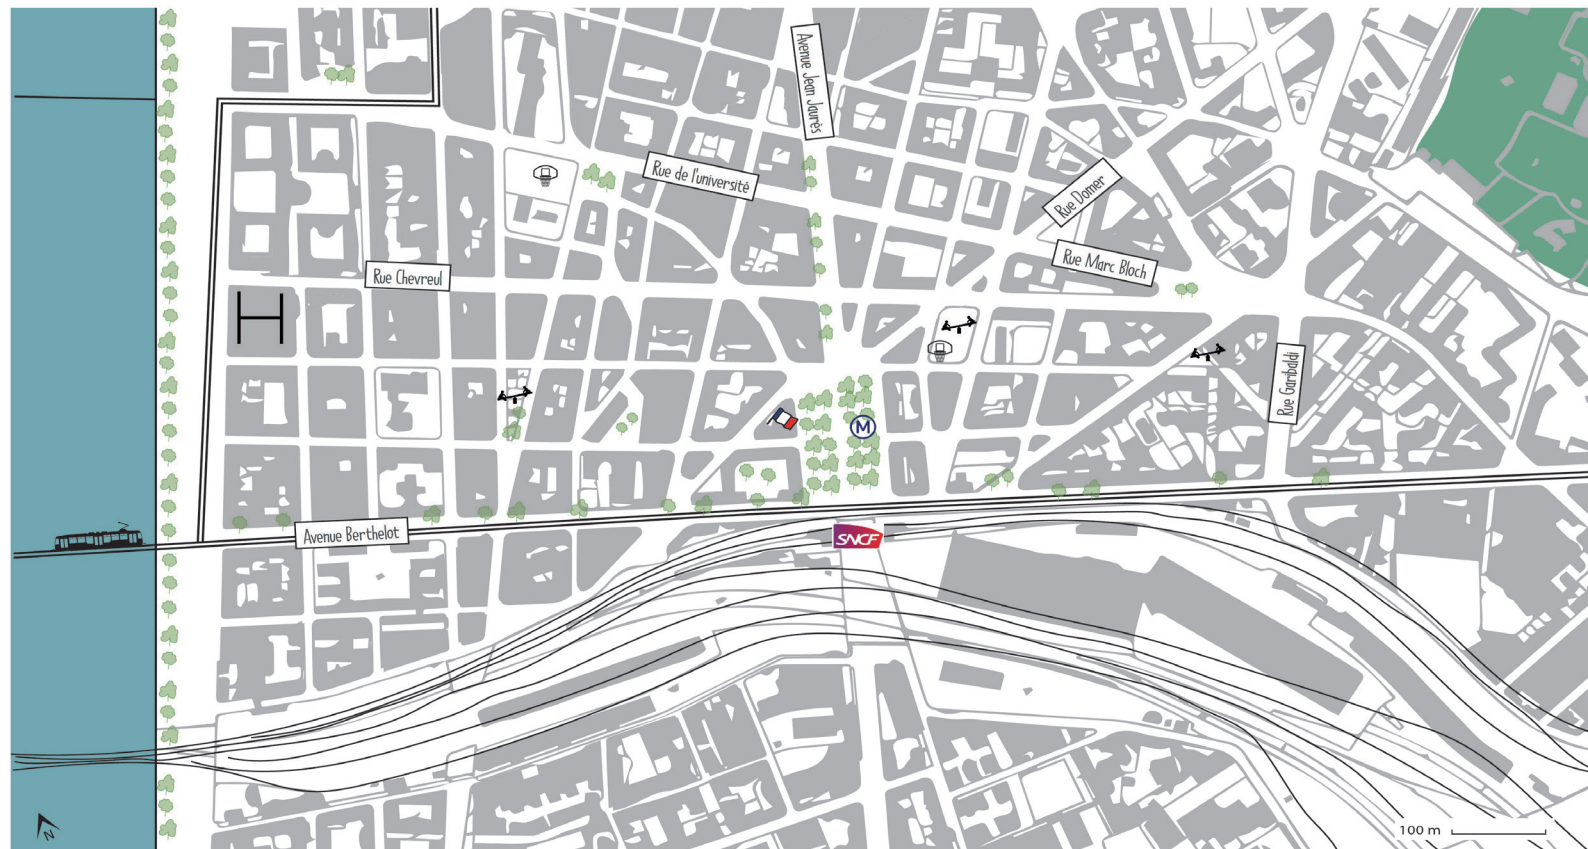 Avenue Jean Jaurès
Rue de l'université
Rue Domer
Rue Marc Bloch
Rue Chevreul
H
Rue Garibaldi
M
Avenue Berthelot
SNCF
N
100 m